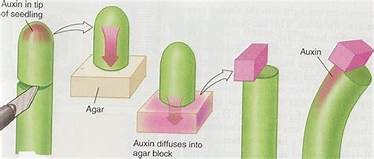 Auxin in tip
of seedling
Agar
Auxin diffuses into
agar block
Auxin